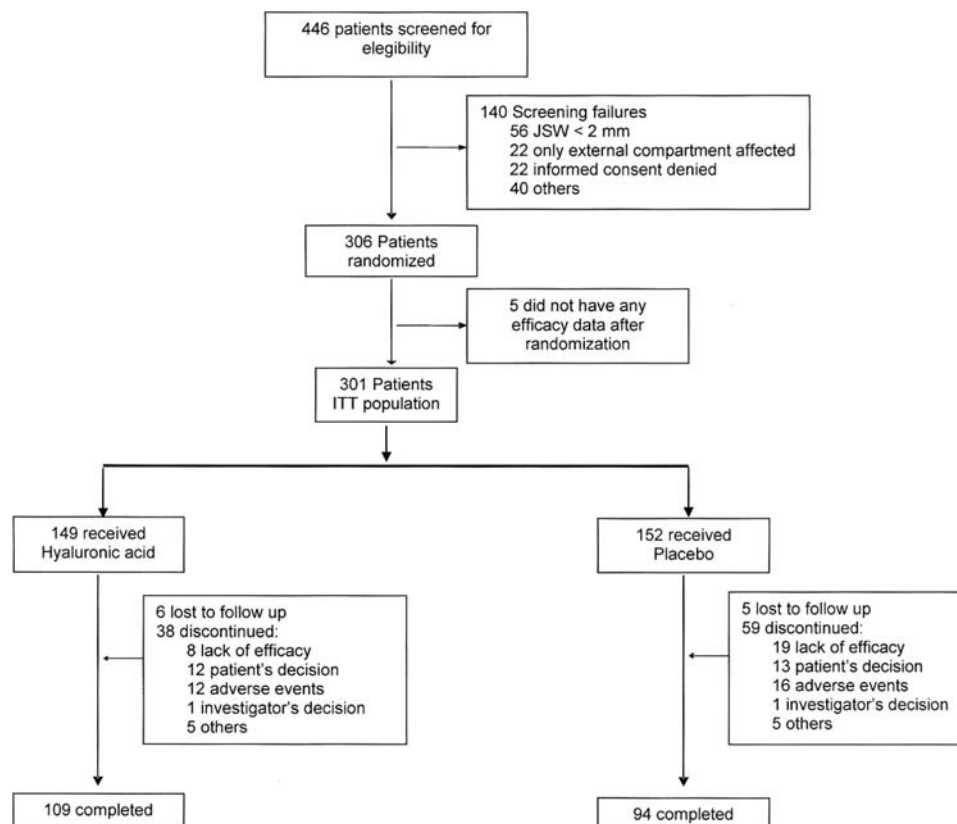 446 patients screened for
elegibility
140 Screening failures
56 JSW < 2 mm
22 only external compartment affected
22 informed consent denied
40 others
306 Patients
randomized
5 did not have any
efficacy data after
randomization
301 Patients
ITT population
149 received
Hyaluronic acid
152 received
Placebo
6 lost to follow up
38 discontinued:
8 lack of efficacy
12 patient's decision
12 adverse events
1 investigator's decision
5 others
5 lost to follow up
59 discontinued:
19 lack of efficacy
13 patient's decision
16 adverse events
1 investigator's decision
5 others
109 completed
94 completed